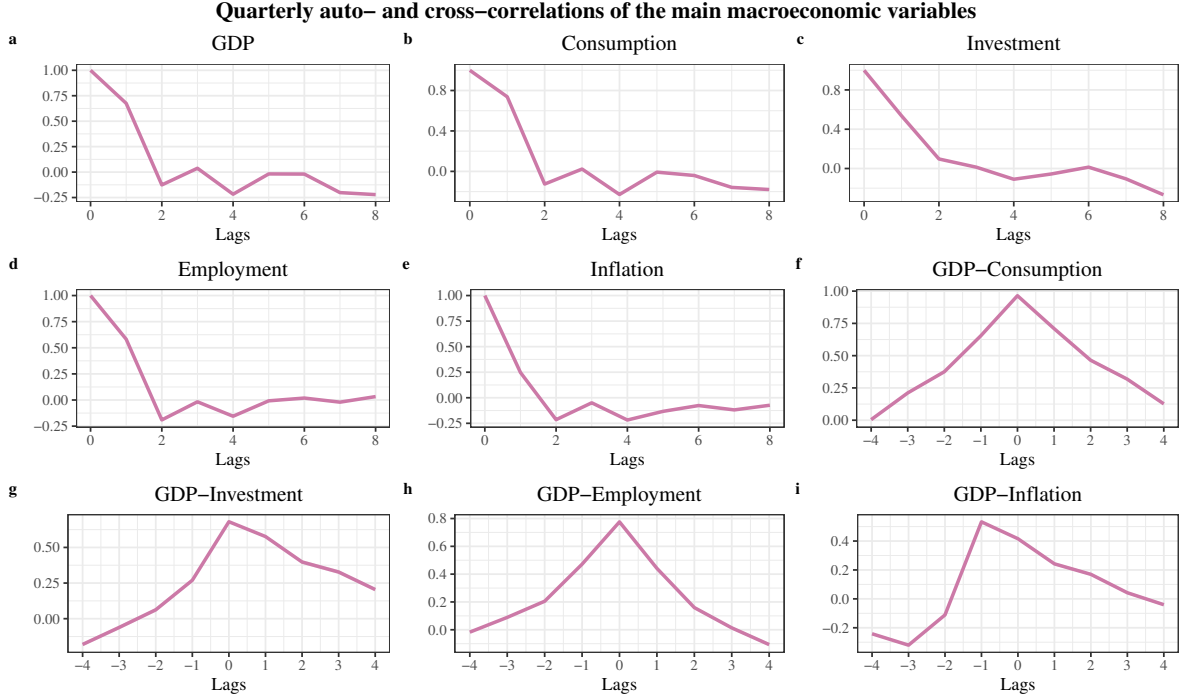 Quarterly auto− and cross−correlations of the main macroeconomic variables
a
GDP
1.00
0.75
0.50
0.25
0.00
−0.25
0 2 4 6 8
Lags
b
Consumption
0.8
0.4
0.0
0 2 4 6 8
Lags
c
Investment
0.8
0.4
0.0
0 2 4 6 8
Lags
d
Employment
1.00
0.75
0.50
0.25
0.00
−0.25
0 2 4 6 8
Lags
e
Inflation
1.00
0.75
0.50
0.25
0.00
−0.25
0 2 4 6 8
Lags
f
GDP−Consumption
1.00
0.75
0.50
0.25
0.00
−4 −3 −2 −1 0 1 2 3 4
Lags
g
GDP−Investment
0.50
0.25
0.00
−4 −3 −2 −1 0 1 2 3 4
Lags
h
GDP−Employment
0.8
0.6
0.4
0.2
0.0
−4 −3 −2 −1 0 1 2 3 4
Lags
i
GDP−Inflation
0.4
0.2
0.0
−0.2
−4 −3 −2 −1 0 1 2 3 4
Lags